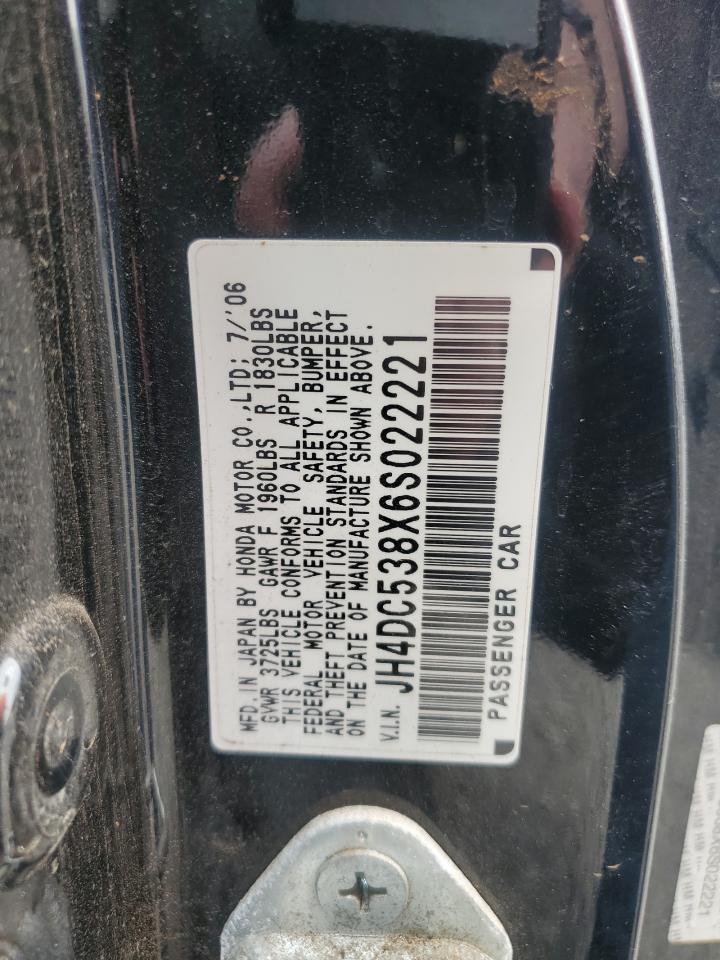 MFD. IN JAPAN BY HONDA MOTOR CO.,LTD; 7/'06
GVWR 3725LBS GAWR F 1960LBS R 1830LBS
THIS VEHICLE CONFORMS TO ALL APPLICABLE
FEDERAL MOTOR VEHICLE SAFETY, BUMPER,
AND THEFT PREVENTION STANDARDS IN EFFECT
ON THE DATE OF MANUFACTURE SHOWN ABOVE.
V.I.N. JH4DC538X6S022221
PASSENGER CAR
6S022221